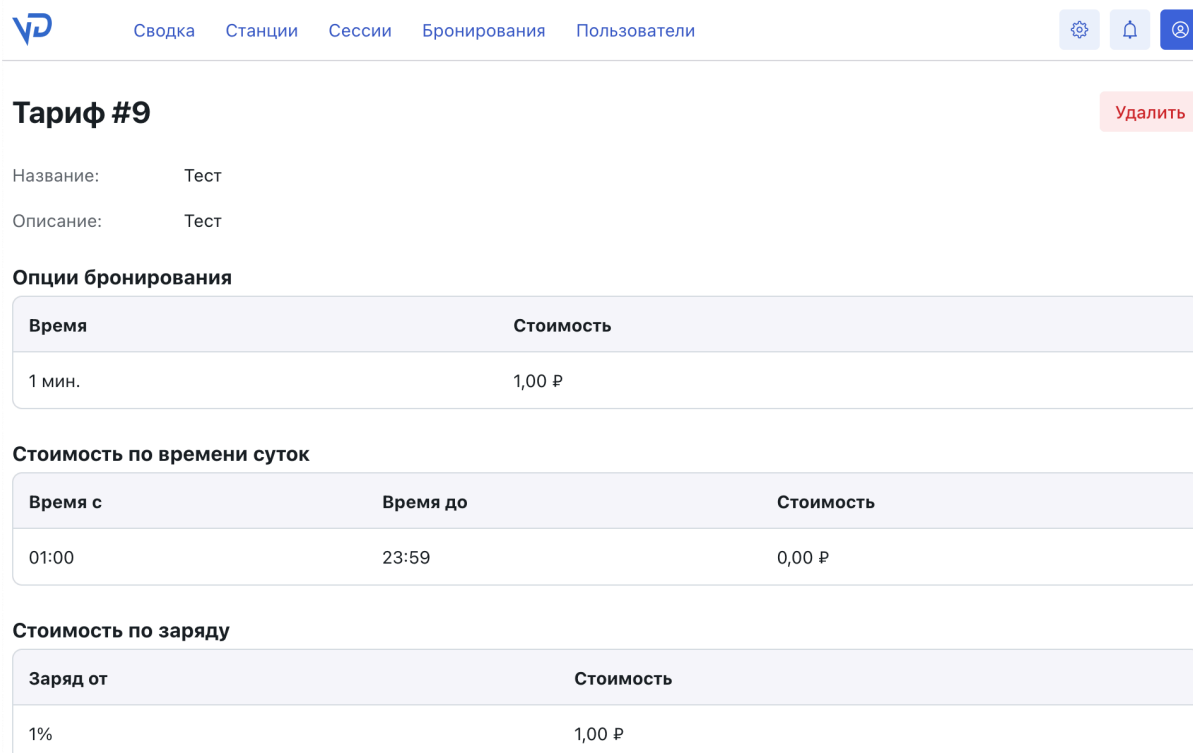 VD
Сводка Станции Сессии Бронирования Пользователи
Тариф #9 Удалить
Название: Тест
Описание: Тест
Опции бронирования
Время Стоимость
1 мин. 1,00 ₽
Стоимость по времени суток
Время с Время до Стоимость
01:00 23:59 0,00 ₽
Стоимость по заряду
Заряд от Стоимость
1% 1,00 ₽